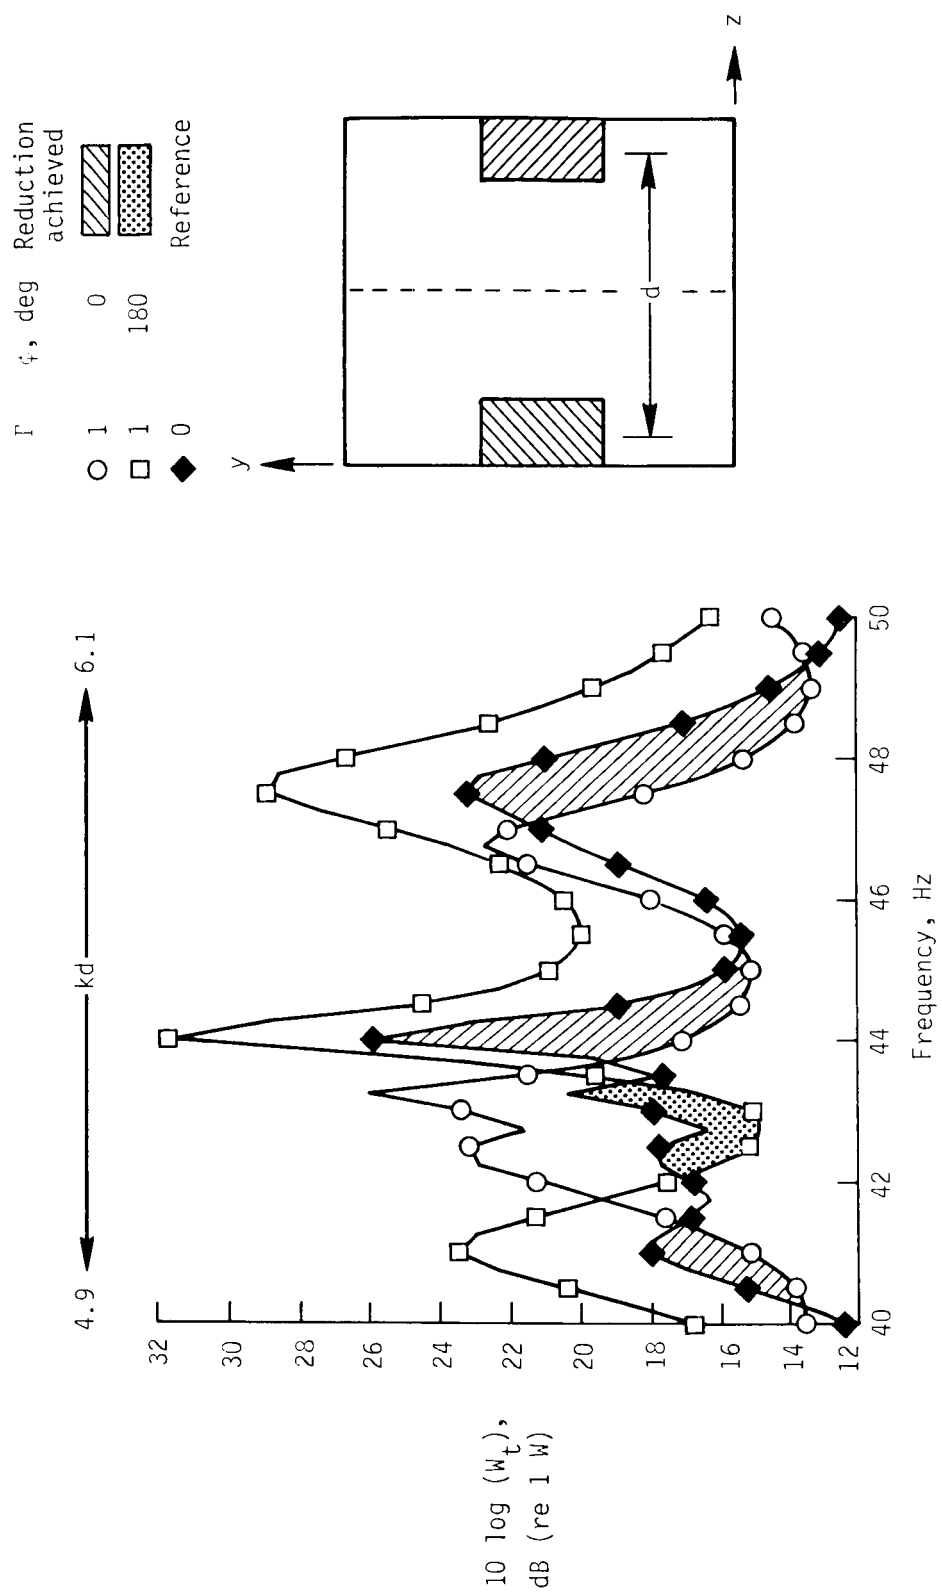 4.9
kd
6.1
32
30
28
26
24
22
20
18
16
14
12
10 log (Wt),
dB (re 1 W)
40
42
44
46
48
50
Frequency, Hz
Γ ¢, deg Reduction
achieved
1 0
1 180
0 Reference
y
d
z